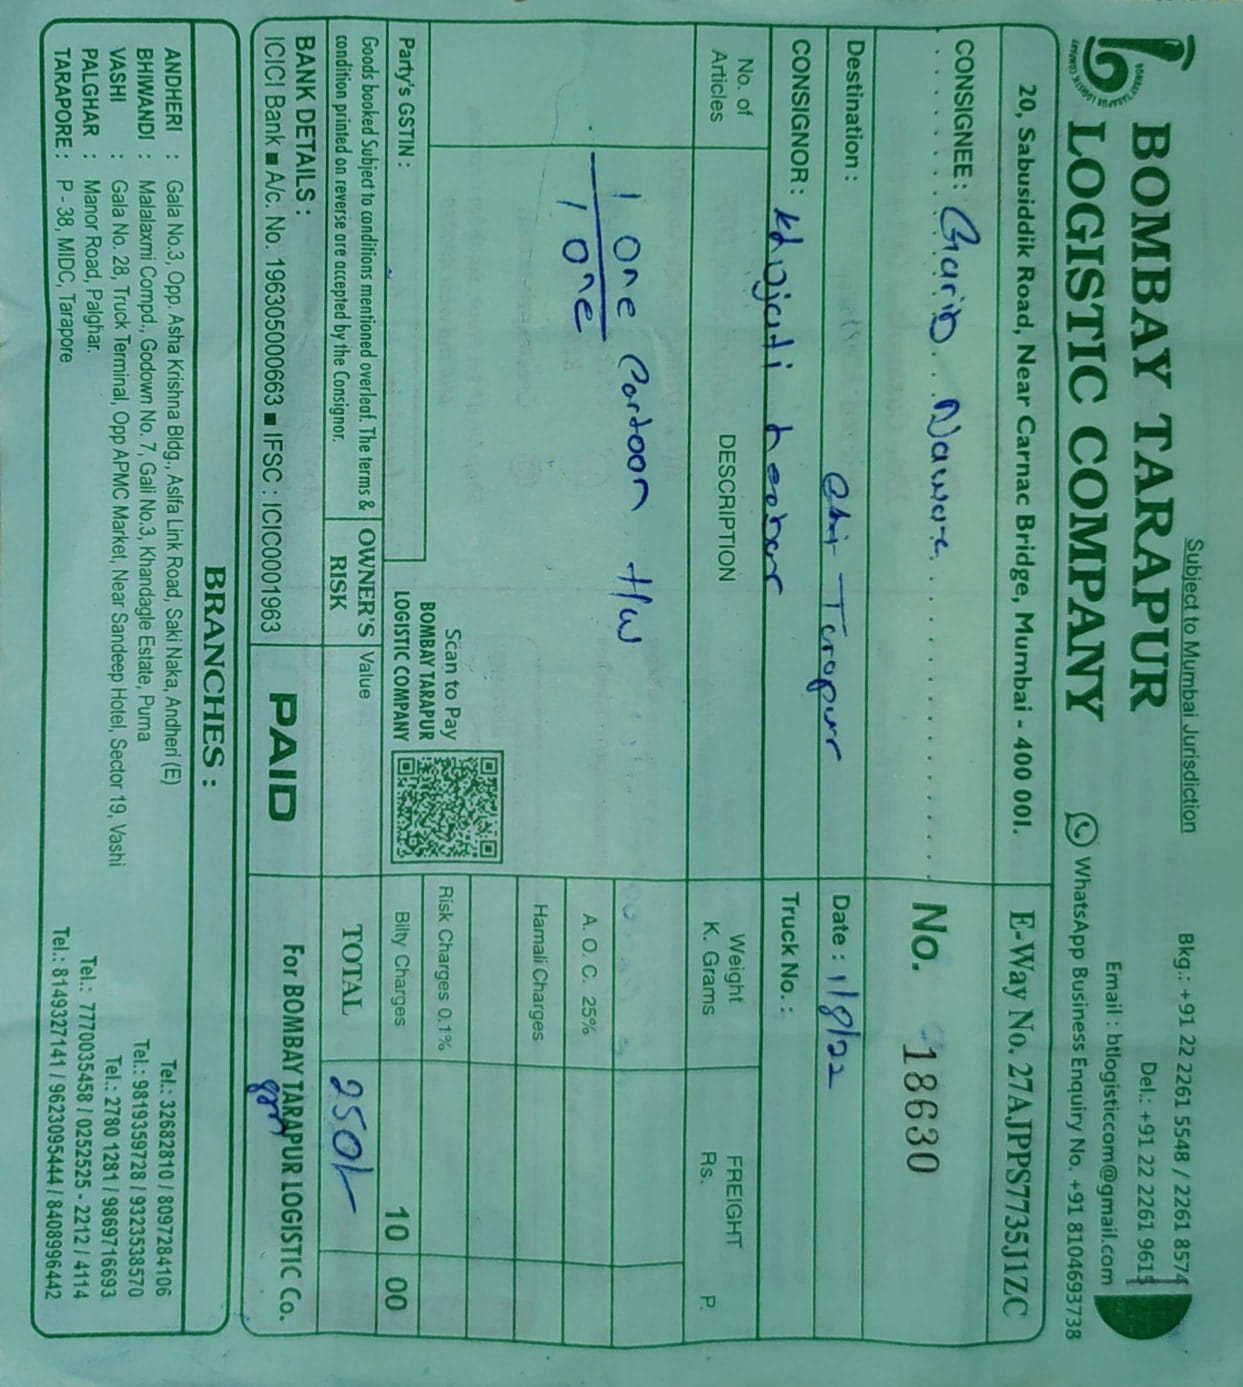 Subject to Mumbai Jurisdiction
BOMBAY TARAPUR
LOGISTIC COMPANY
Bkg.: +91 22 2261 5548 / 2261 8574
Del.: +91 22 2261 9615
Email : btlogisticcom@gmail.com
WhatsApp Business Enquiry No. +91 8104693738
20, Sabusiddik Road, Near Carnac Bridge, Mumbai - 400 001.
E-Way No. 27AJPPS7735J1ZC
CONSIGNEE :
No. 18630
Destination : Tarapur
Date : 1/8/22
CONSIGNOR :
Truck No. :
No. of Articles
DESCRIPTION
Weight K. Grams
FREIGHT Rs. P.
1 one Cartoon H/W
1 one
A. O. C. 25%
Hamali Charges
Risk Charges 0.1%
Scan to Pay
BOMBAY TARAPUR
LOGISTIC COMPANY
Party's GSTIN :
Bilty Charges 10 00
Goods booked Subject to conditions mentioned overleaf. The terms &
condition printed on reverse are accepted by the Consignor.
OWNER'S RISK
Value
TOTAL 250/-
BANK DETAILS :
ICICI Bank ■ A/c. No. 196305000663 ■ IFSC : ICIC0001963
PAID
For BOMBAY TARAPUR LOGISTIC Co.
BRANCHES :
ANDHERI : Gala No.3, Opp. Asha Krishna Bldg., Aslfa Link Road, Saki Naka, Andheri (E) Tel.: 32682810 / 8097284106
BHIWANDI : Malalaxmi Compd., Godown No. 7, Gali No.3, Khandagle Estate, Purna Tel.: 9819359728 / 9323538570
VASHI : Gala No. 28, Truck Terminal, Opp APMC Market, Near Sandeep Hotel, Sector 19, Vashi Tel.: 2780 1281 / 9869716693
PALGHAR : Manor Road, Palghar. Tel.: 7770035458 / 0252525 - 2212 / 4114
TARAPORE : P - 38, MIDC, Tarapore Tel.: 8149327141 / 9623095444 / 8408996442